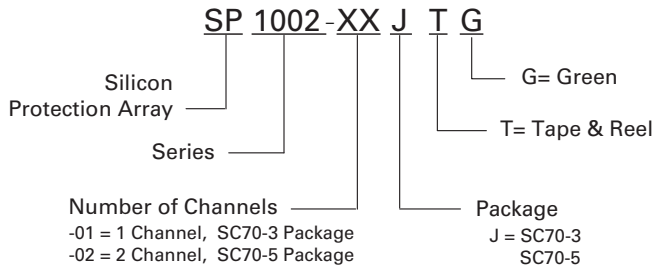 SP 1002-XX J T G
G= Green
Silicon
Protection Array
T= Tape & Reel
Series
Number of Channels
-01 = 1 Channel, SC70-3 Package
-02 = 2 Channel, SC70-5 Package
Package
J = SC70-3
SC70-5